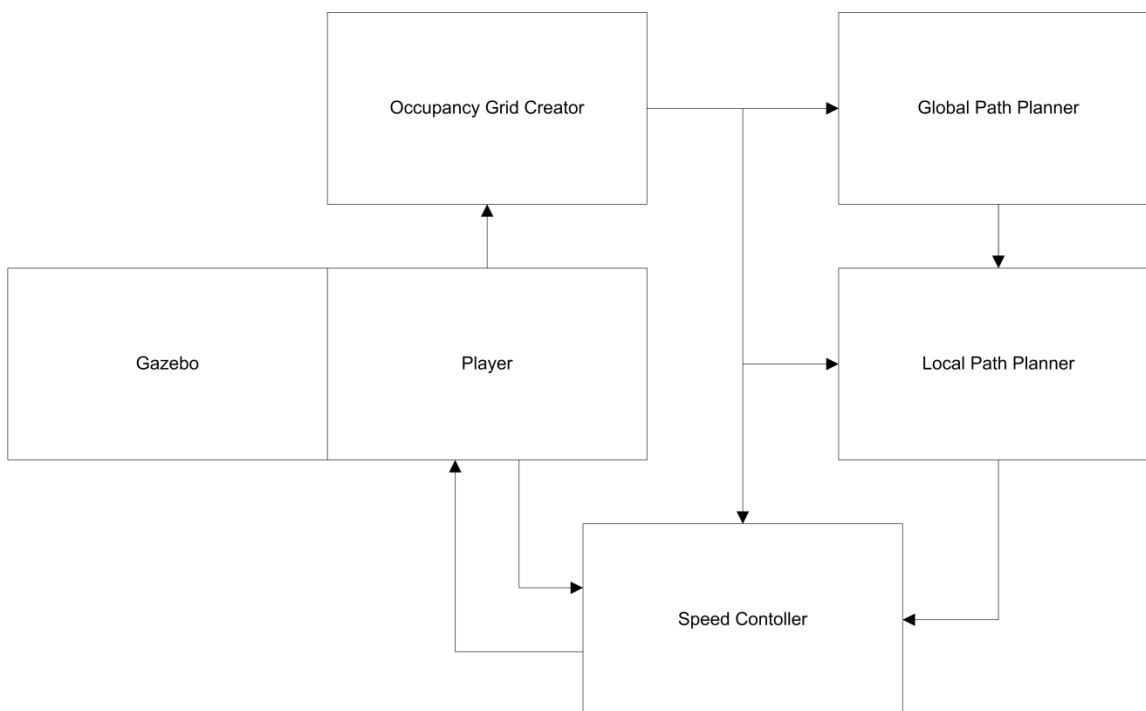 Occupancy Grid Creator
Global Path Planner
Gazebo
Player
Local Path Planner
Speed Contoller